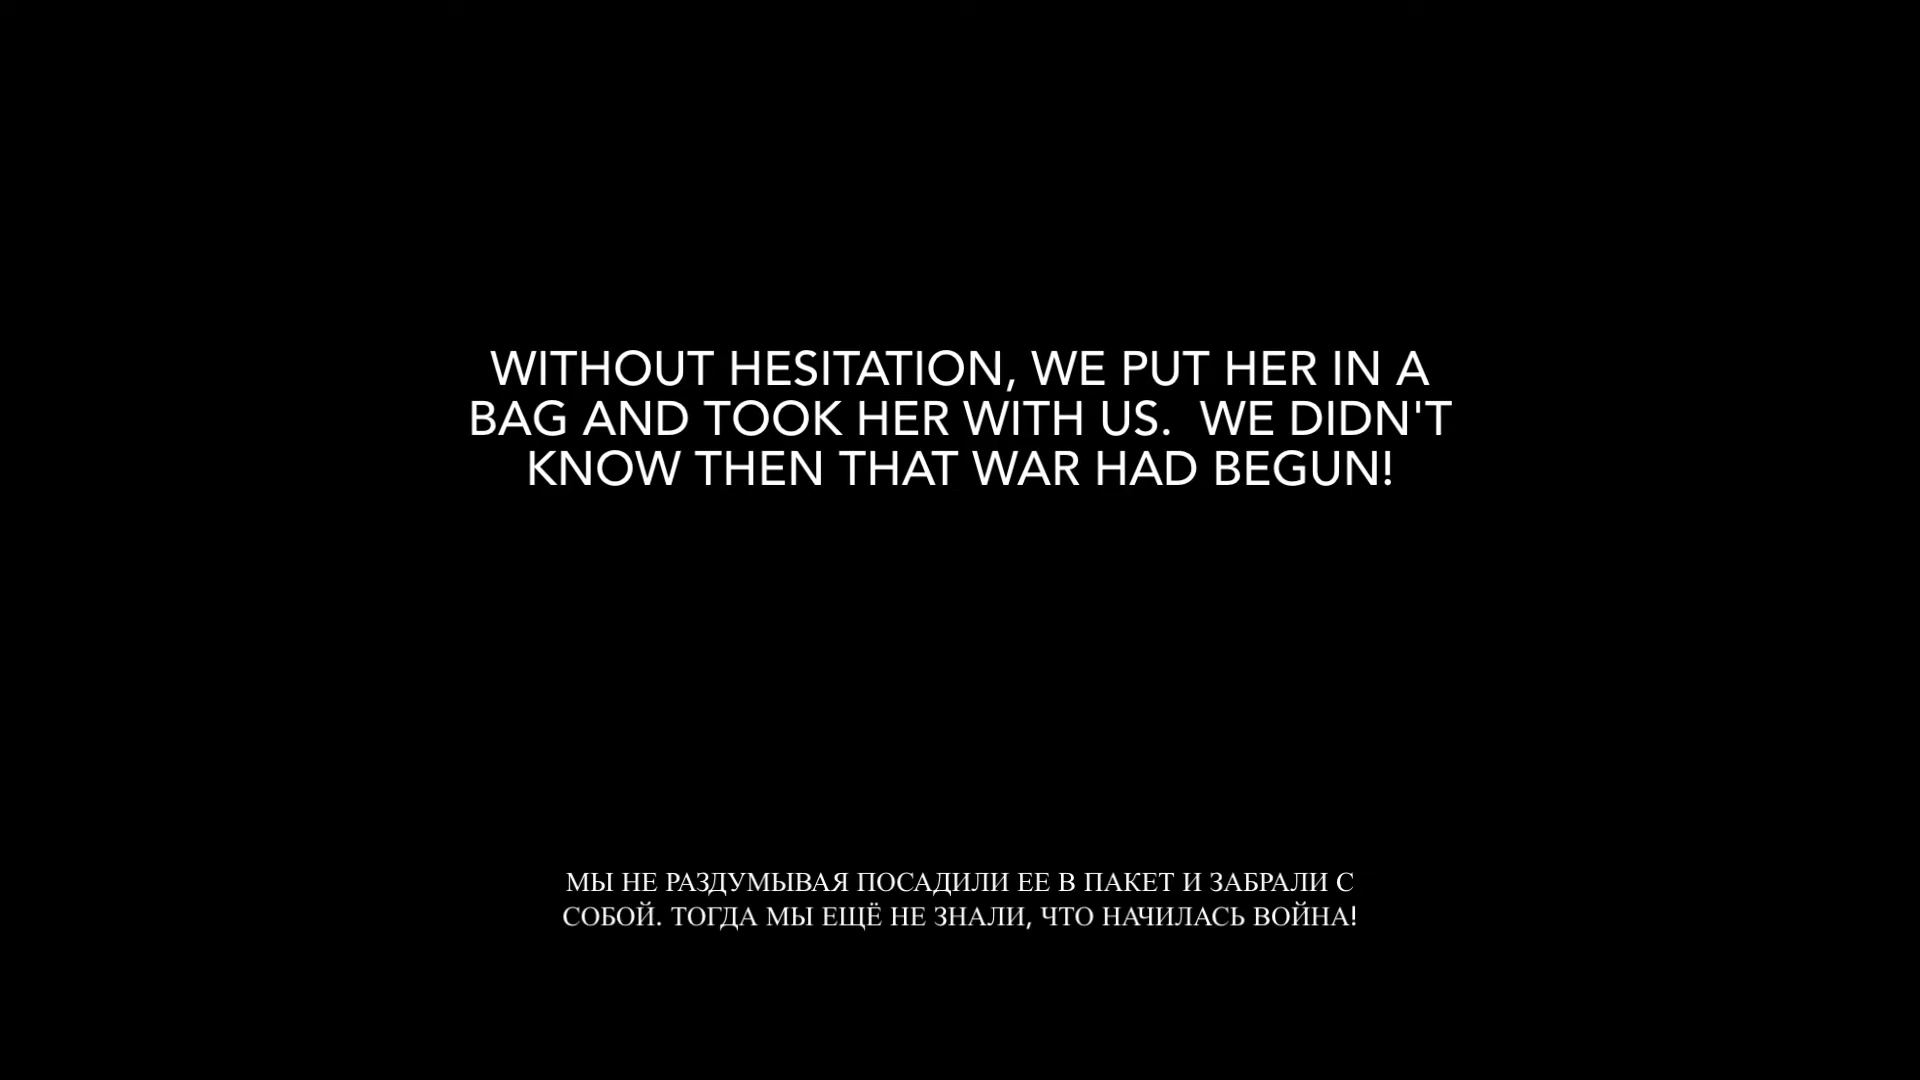 WITHOUT HESITATION, WE PUT HER IN A
BAG AND TOOK HER WITH US.  WE DIDN'T
KNOW THEN THAT WAR HAD BEGUN!
МЫ НЕ РАЗДУМЫВАЯ ПОСАДИЛИ ЕЕ В ПАКЕТ И ЗАБРАЛИ С
СОБОЙ. ТОГДА МЫ ЕЩЁ НЕ ЗНАЛИ, ЧТО НАЧИЛАСЬ ВОЙНА!